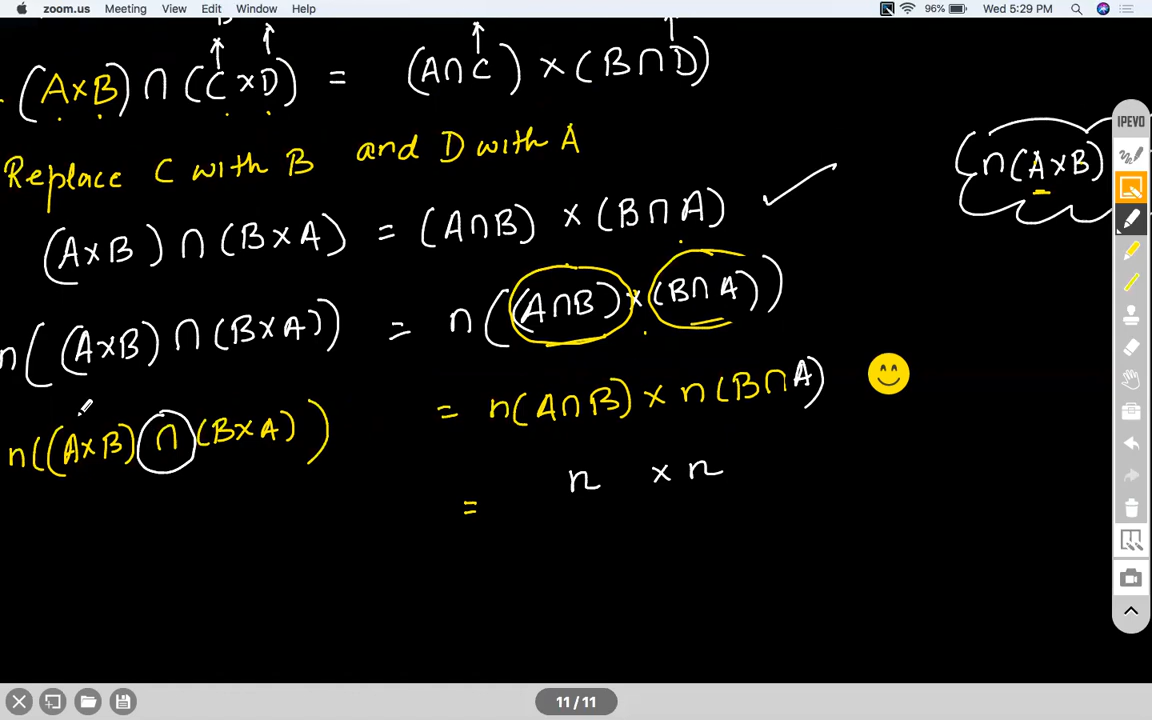 zoom.us Meeting View Edit Window Help 96% Wed 5:29 PM
(A×B) ∩ (C×D) = (A∩C) × (B∩D)
Replace C with B and D with A
n(A×B)
IPEVO
(A×B) ∩ (B×A) = (A∩B) × (B∩A)
n((A×B) ∩ (B×A)) = n((A∩B) × (B∩A))
n((A×B) ∩ (B×A)) = n(A∩B) × n(B∩A)
= n × n
11 / 11